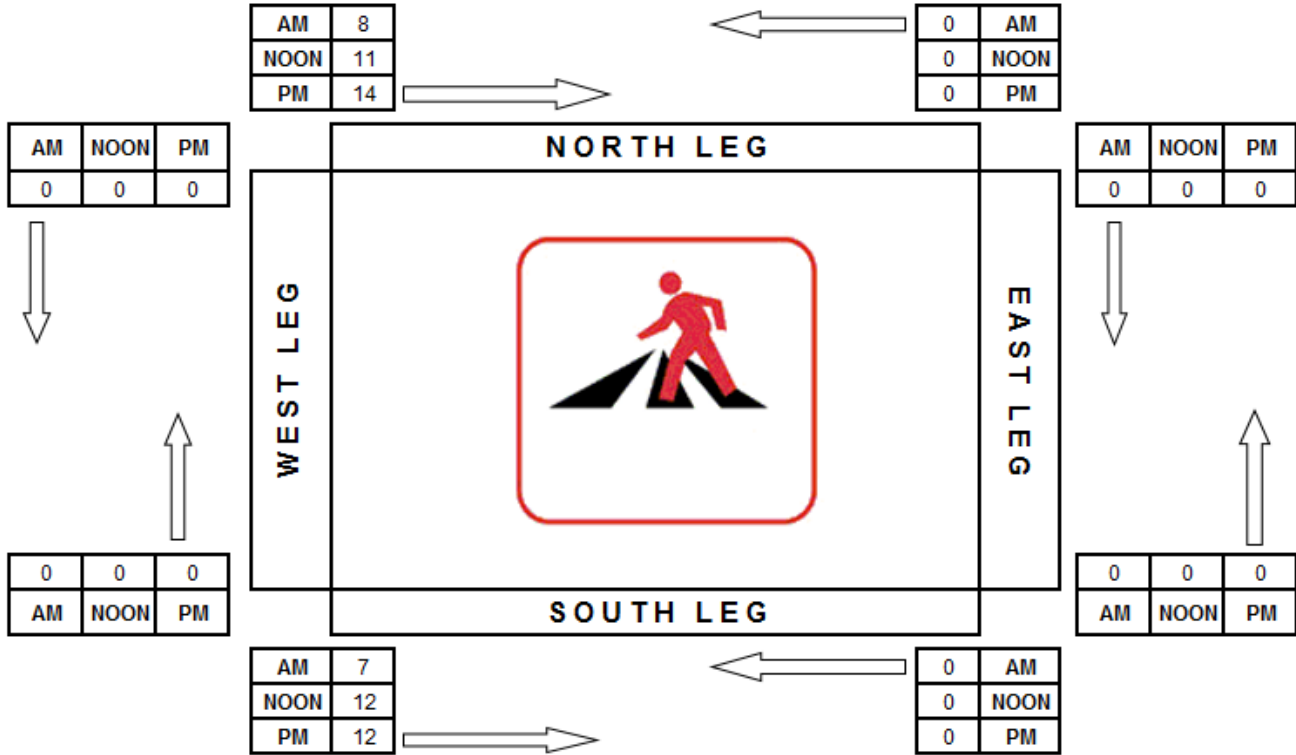 AM 8 0 AM
NOON 11 0 NOON
PM 14 0 PM
AM NOON PM NORTH LEG AM NOON PM
0 0 0 0 0 0
WEST LEG
EAST LEG
0 0 0 0 0 0
AM NOON PM SOUTH LEG AM NOON PM
AM 7 0 AM
NOON 12 0 NOON
PM 12 0 PM